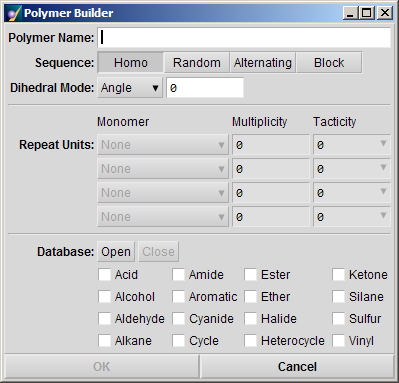 Polymer Builder
Polymer Name:
Sequence: Homo Random Alternating Block
Dihedral Mode: Angle 0
Monomer Multiplicity Tacticity
Repeat Units: None 0 0
None 0 0
None 0 0
None 0 0
Database: Open Close
Acid Amide Ester Ketone
Alcohol Aromatic Ether Silane
Aldehyde Cyanide Halide Sulfur
Alkane Cycle Heterocycle Vinyl
OK Cancel